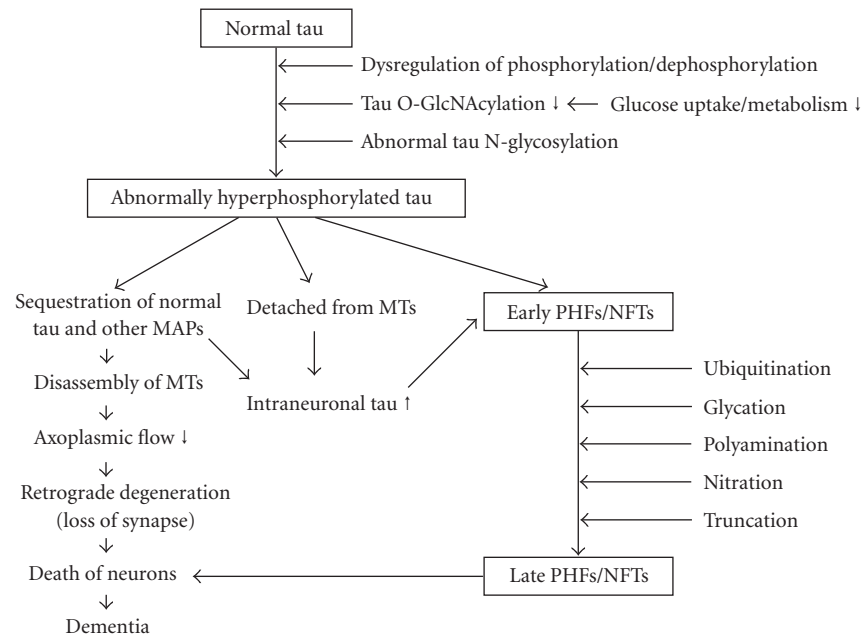 Normal tau
Dysregulation of phosphorylation/dephosphorylation
Tau O-GlcNAcylation ↓ ← Glucose uptake/metabolism ↓
Abnormal tau N-glycosylation
Abnormally hyperphosphorylated tau
Sequestration of normal
tau and other MAPs
Detached from MTs
Early PHFs/NFTs
Disassembly of MTs
Intraneuronal tau ↑
Axoplasmic flow ↓
Retrograde degeneration
(loss of synapse)
Ubiquitination
Glycation
Polyamination
Nitration
Truncation
Death of neurons
Late PHFs/NFTs
Dementia